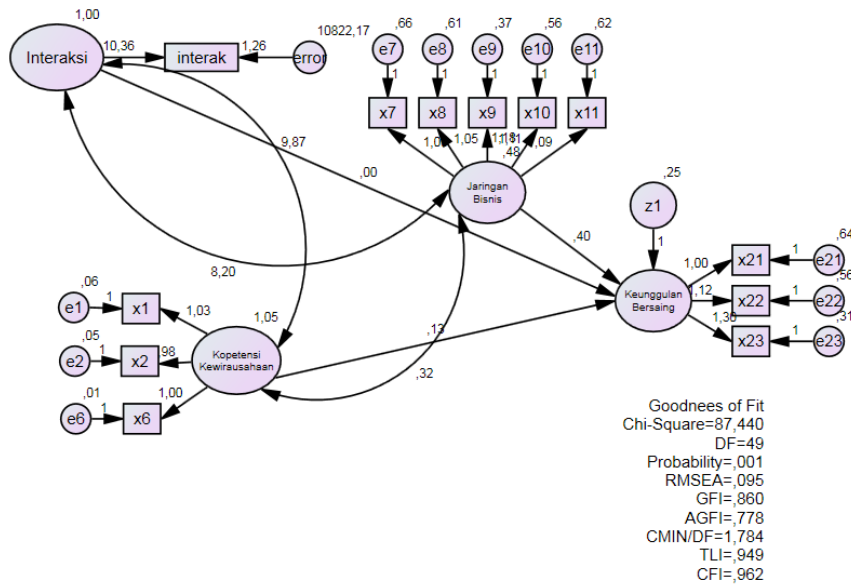 1,00
Interaksi
10,36
interak
1,26
error
10822,17
,66
,61
,37
,56
,62
e7
e8
e9
e10
e11
1
1
1
1
1
x7
x8
x9
x10
x11
1,05
,09
,48
Jaringan
Bisnis
9,87
,00
8,20
,40
,25
z1
1
Keunggulan
Bersaing
1,00
x21
1
e21
,64
,12
x22
1
e22
,56
1,30
x23
1
e23
,31
,06
e1
1
x1
1,03
,05
e2
1
x2
,98
,01
e6
1
x6
1,00
1,05
Kopetensi
Kewirausahaan
,13
,32
Goodnees of Fit
Chi-Square=87,440
DF=49
Probability=,001
RMSEA=,095
GFI=,860
AGFI=,778
CMIN/DF=1,784
TLI=,949
CFI=,962